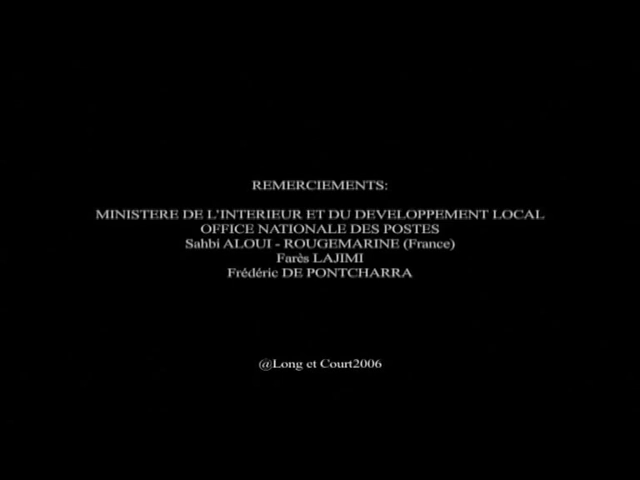 REMERCIEMENTS:
MINISTERE DE L'INTERIEUR ET DU DEVELOPPEMENT LOCAL
OFFICE NATIONALE DES POSTES
Sahbi ALOUI - ROUGEMARINE (France)
Farès LAJIMI
Frédéric DE PONTCHARRA
@Long et Court2006